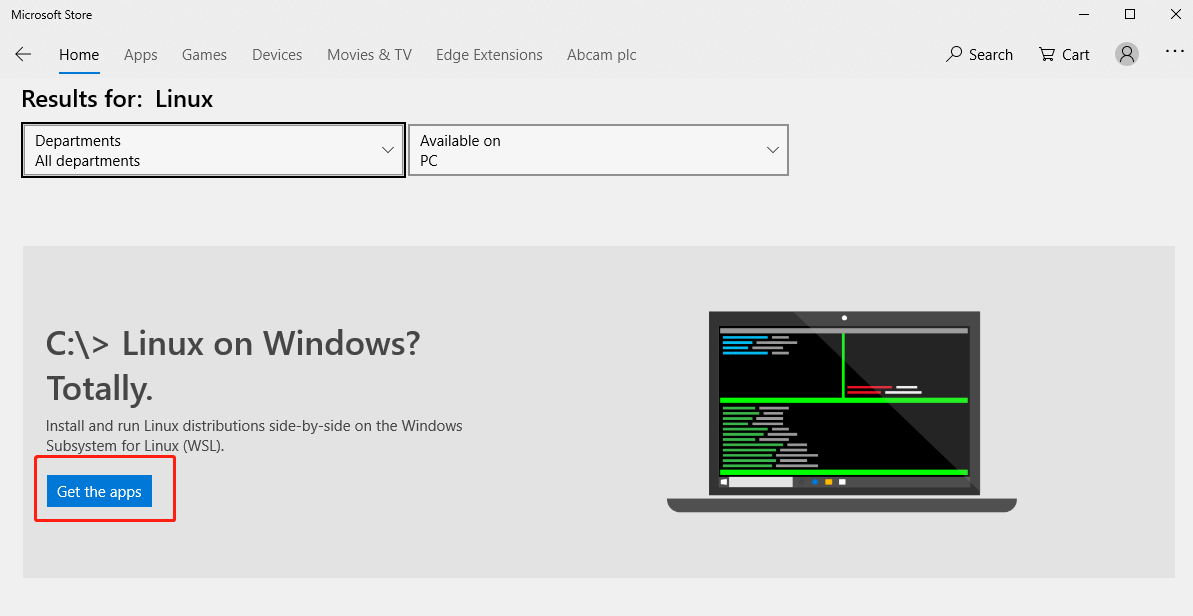 Microsoft Store
Home Apps Games Devices Movies & TV Edge Extensions Abcam plc Search Cart
Results for: Linux
Departments
All departments
Available on
PC
C:\> Linux on Windows?
Totally.
Install and run Linux distributions side-by-side on the Windows
Subsystem for Linux (WSL).
Get the apps